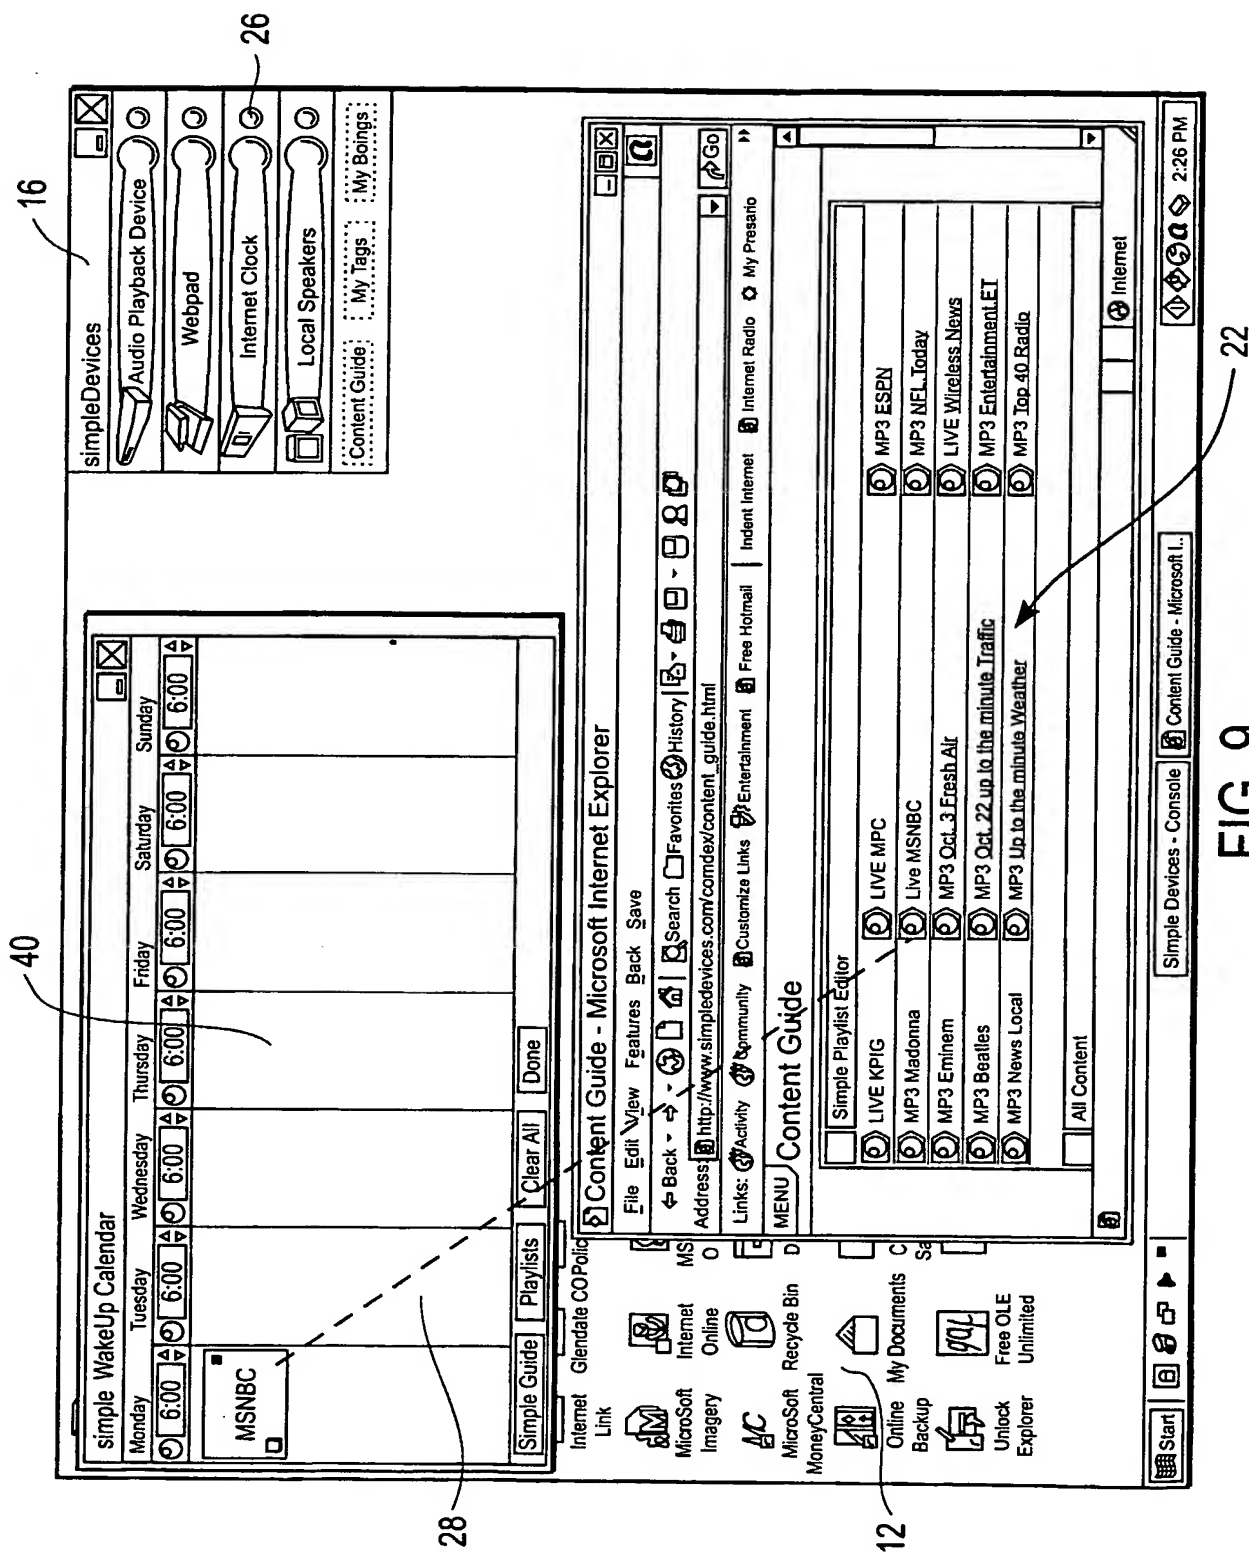 16
26
40
28
12
22
simpleDevices
Audio Playback Device
Webpad
Internet Clock
Local Speakers
Content Guide My Tags My Boings
simple WakeUp Calendar
Monday Tuesday Wednesday Thursday Friday Saturday Sunday
6:00 6:00 6:00 6:00 6:00 6:00 6:00
MSNBC
Simple Guide Playlists Clear All Done
Content Guide - Microsoft Internet Explorer
File Edit View Features Back Save
Back Search Favorites History
Address: http://www.simpledevices.com/comdex/content_guide.html Go
Links: Activity Community Customize Links Entertainment Free Hotmail Indent Internet Internet Radio My Presario
MENU Content Guide
Simple Playlist Editor
LIVE KPIG LIVE MPC MP3 ESPN
MP3 Madonna Live MSNBC MP3 NFL.Today
MP3 Eminem MP3 Oct. 3 Fresh Air LIVE Wireless News
MP3 Beatles MP3 Oct. 22 up to the minute Traffic MP3 Entertainment.ET
MP3 News Local MP3 Up to the minute Weather MP3 Top 40 Radio
All Content
Internet
Internet Link
Glendate CO
Polic
MicroSoft Imagery
Internet Online
MS
O
MicroSoft MoneyCentral
Recycle Bin
D
Online Backup
My Documents
C
Sa
Unlock Explorer
Free OLE Unlimited
Start Simple Devices - Console Content Guide - Microsoft I.. 2:26 PM
FIG. 9